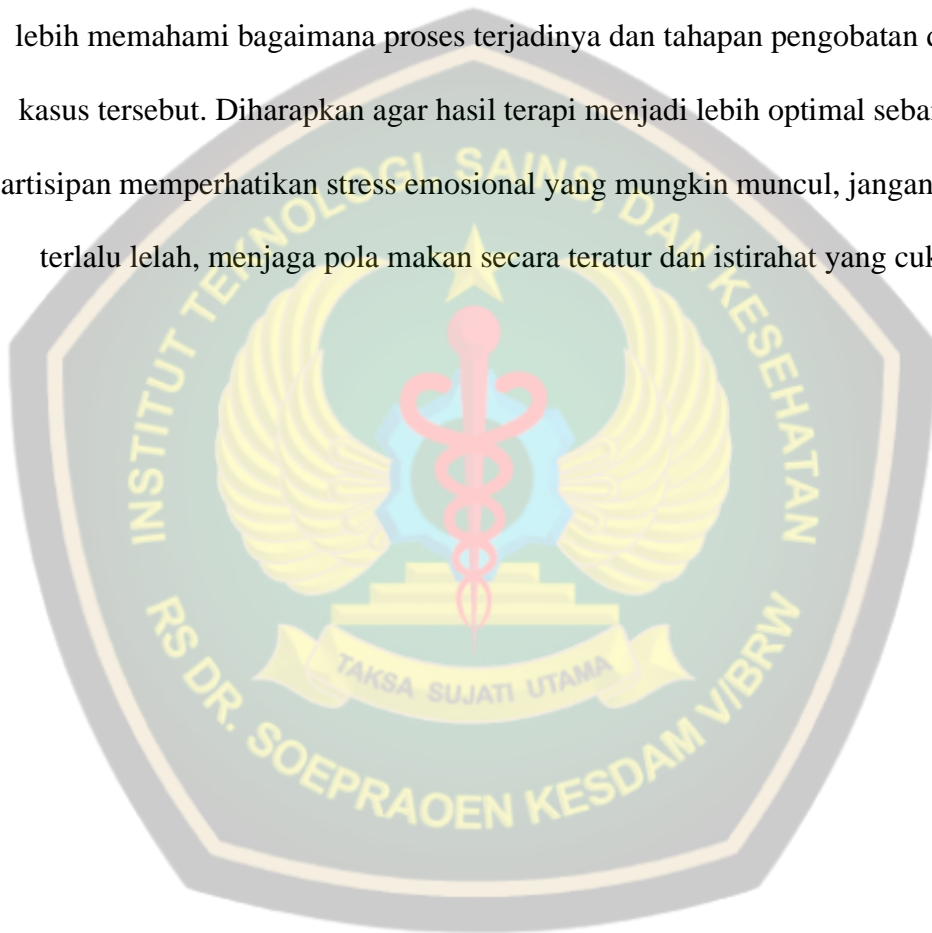 lebih memahami bagaimana proses terjadinya dan tahapan pengobatan
kasus tersebut. Diharapkan agar hasil terapi menjadi lebih optimal
artisipan memperhatikan stress emosional yang mungkin muncul, jangan
terlalu lelah, menjaga pola makan secara teratur dan istirahat yang
INSTITUT TEKNOLOGI, SAINS, DAN KESEHATAN
TAKSA SUJATI UTAMA
RS DR. SOEPRAOEN KESDAM V/BRW